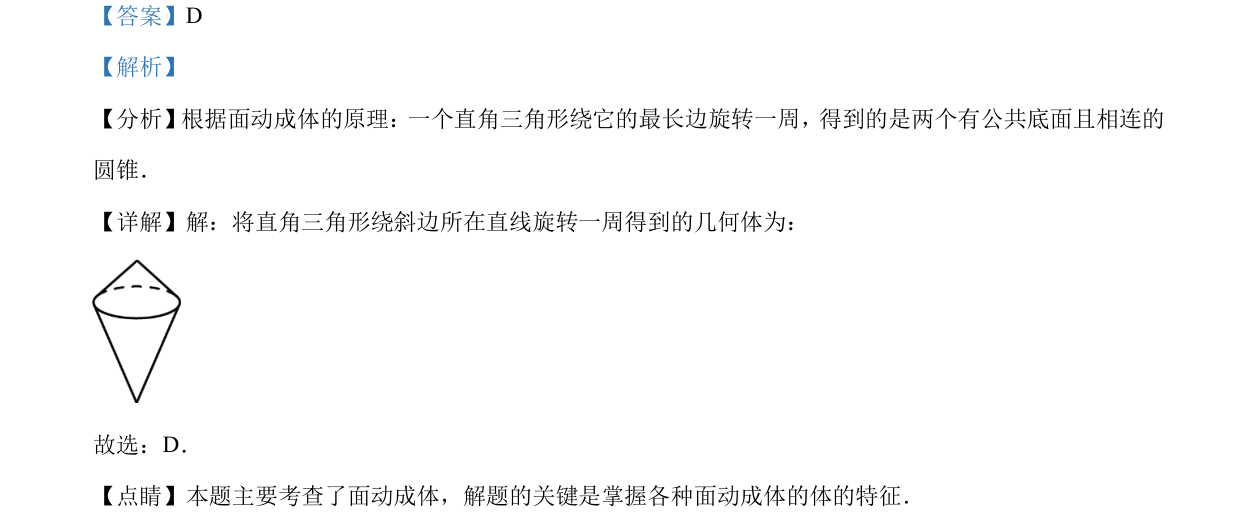 【答案】D
【解析】
【分析】根据面动成体的原理：一个直角三角形绕它的最长边旋转一周，得到的是两个有公共底面且相连的
圆锥．
【详解】解：将直角三角形绕斜边所在直线旋转一周得到的几何体为：
故选：D．
【点睛】本题主要考查了面动成体，解题的关键是掌握各种面动成体的体的特征．